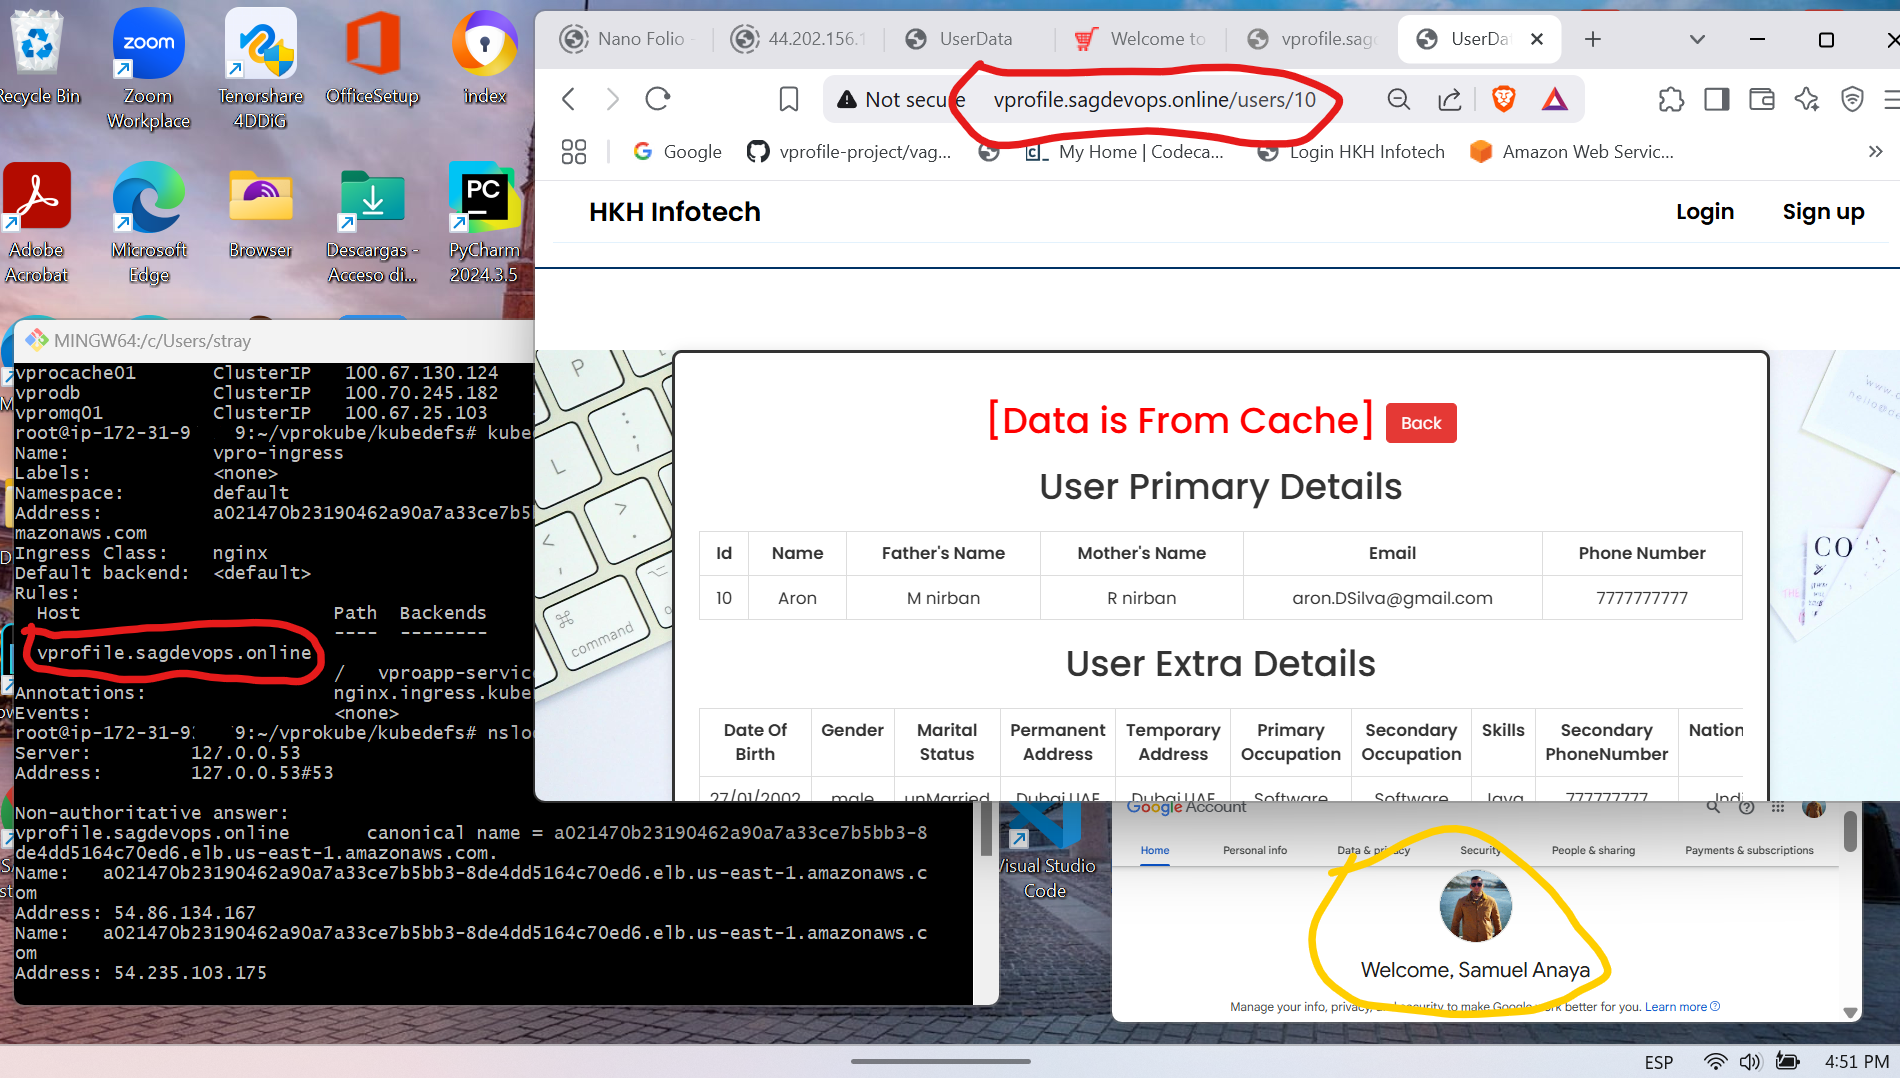 Recycle Bin
zoom
Zoom
Workplace
Tenorshare
4DDiG
OfficeSetup
index
Adobe
Acrobat
Microsoft
Edge
Browser
Descargas -
Acceso di...
PC
PyCharm
2024.3.5
Nano Folio -
44.202.156.1
UserData
Welcome to
vprofile.sag
UserDa
Not secure
vprofile.sagdevops.online/users/10
Google
vprofile-project/vag...
My Home | Codeca...
Login HKH Infotech
Amazon Web Servic...
HKH Infotech
Login
Sign up
[Data is From Cache]
Back
User Primary Details
Id Name Father's Name Mother's Name Email Phone Number
10 Aron M nirban R nirban aron.DSilva@gmail.com 7777777777
User Extra Details
Date Of Birth Gender Marital Status Permanent Address Temporary Address Primary Occupation Secondary Occupation Skills Secondary PhoneNumber Nation
27/01/2002 male unMarried Dubai,UAE Dubai,UAE Software Software Java 777777777 Indi
command
MINGW64:/c/Users/stray
vprocache01 ClusterIP 100.67.130.124
vprodb ClusterIP 100.70.245.182
vpromq01 ClusterIP 100.67.25.103
root@ip-172-31-9 9:~/vprokube/kubedefs# kube
Name: vpro-ingress
Labels: <none>
Namespace: default
Address: a021470b23190462a90a7a33ce7b5
mazonaws.com
Ingress Class: nginx
Default backend: <default>
Rules:
Host Path Backends
---- --------
vprofile.sagdevops.online
/ vproapp-servic
Annotations: nginx.ingress.kube
Events: <none>
root@ip-172-31-9 9:~/vprokube/kubedefs# nslo
Server: 127.0.0.53
Address: 127.0.0.53#53
Non-authoritative answer:
vprofile.sagdevops.online canonical name = a021470b23190462a90a7a33ce7b5bb3-8
de4dd5164c70ed6.elb.us-east-1.amazonaws.com.
Name: a021470b23190462a90a7a33ce7b5bb3-8de4dd5164c70ed6.elb.us-east-1.amazonaws.c
om
Address: 54.86.134.167
Name: a021470b23190462a90a7a33ce7b5bb3-8de4dd5164c70ed6.elb.us-east-1.amazonaws.c
om
Address: 54.235.103.175
Visual Studio
Code
Google Account
Home Personal info Data & privacy Security People & sharing Payments & subscriptions
Welcome, Samuel Anaya
Manage your info, privacy, and security to make Google work better for you. Learn more
ESP
4:51 PM